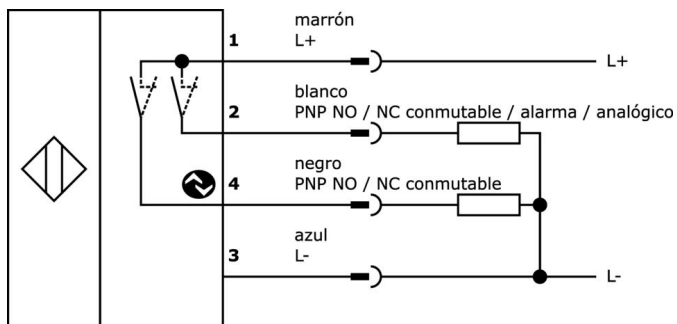 marrón
1
L+
L+
blanco
2
PNP NO / NC conmutable / alarma / analógico
negro
4
PNP NO / NC conmutable
azul
3
L-
L-